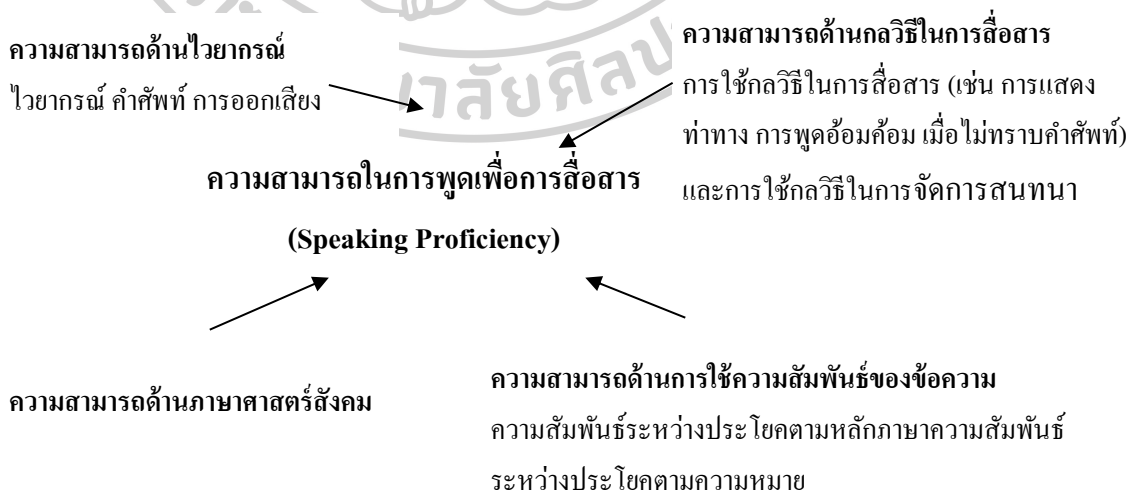 ความสามารถด้านไวยากรณ์
ไวยากรณ์ คำศัพท์ การออกเสียง
ความสามารถด้านกลวิธีในการสื่อสาร
การใช้กลวิธีในการสื่อสาร (เช่น การแสดง
ท่าทาง การพูดอ้อมค้อม เมื่อไม่ทราบคำศัพท์)
และการใช้กลวิธีในการจัดการสนทนา
ความสามารถในการพูดเพื่อการสื่อสาร
(Speaking Proficiency)
ความสามารถด้านภาษาศาสตร์สังคม
ความสามารถด้านการใช้ความสัมพันธ์ของข้อความ
ความสัมพันธ์ระหว่างประโยคตามหลักภาษาความสัมพันธ์
ระหว่างประโยคตามความหมาย